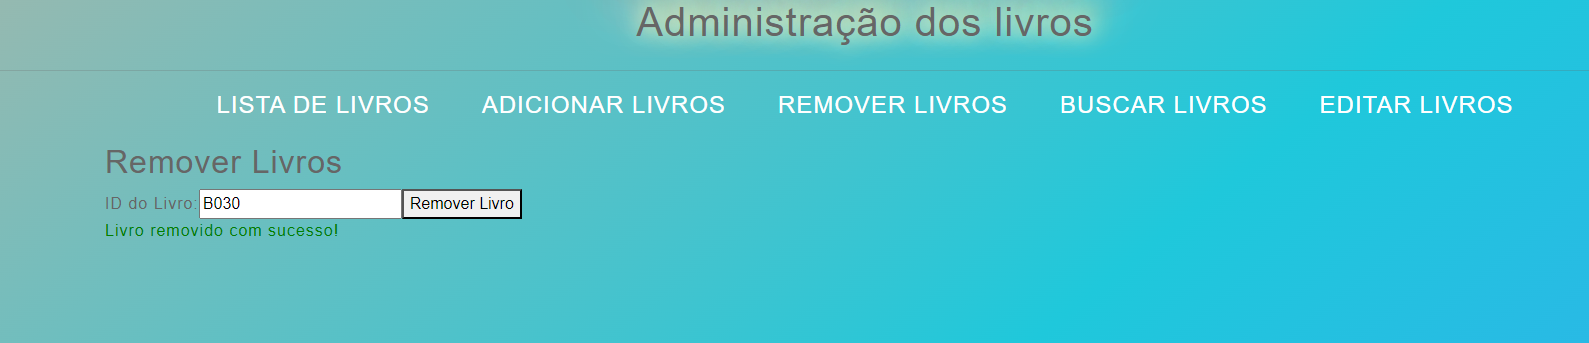 Administração dos livros
LISTA DE LIVROS ADICIONAR LIVROS REMOVER LIVROS BUSCAR LIVROS EDITAR LIVROS
Remover Livros
ID do Livro: B030 Remover Livro
Livro removido com sucesso!